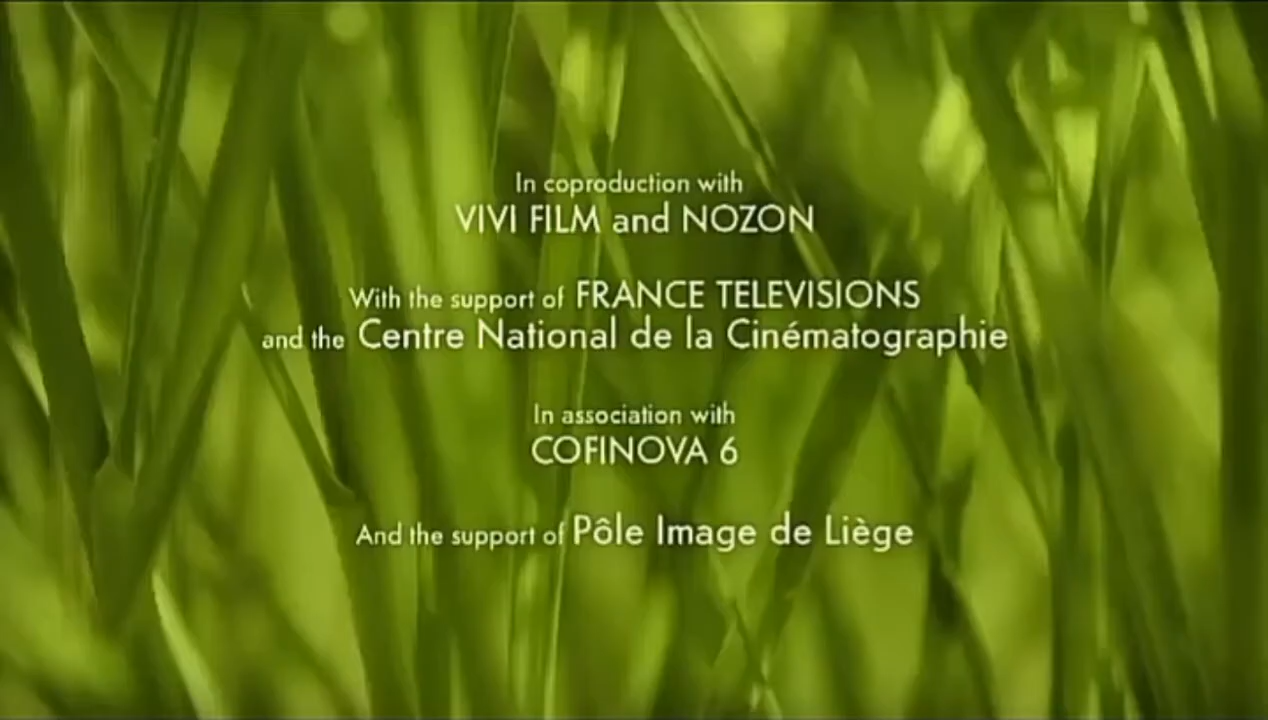 In coproduction with
VIVI FILM and NOZON
With the support of FRANCE TELEVISIONS
and the Centre National de la Cinématographie
In association with
COFINOVA 6
And the support of Pôle Image de Liège